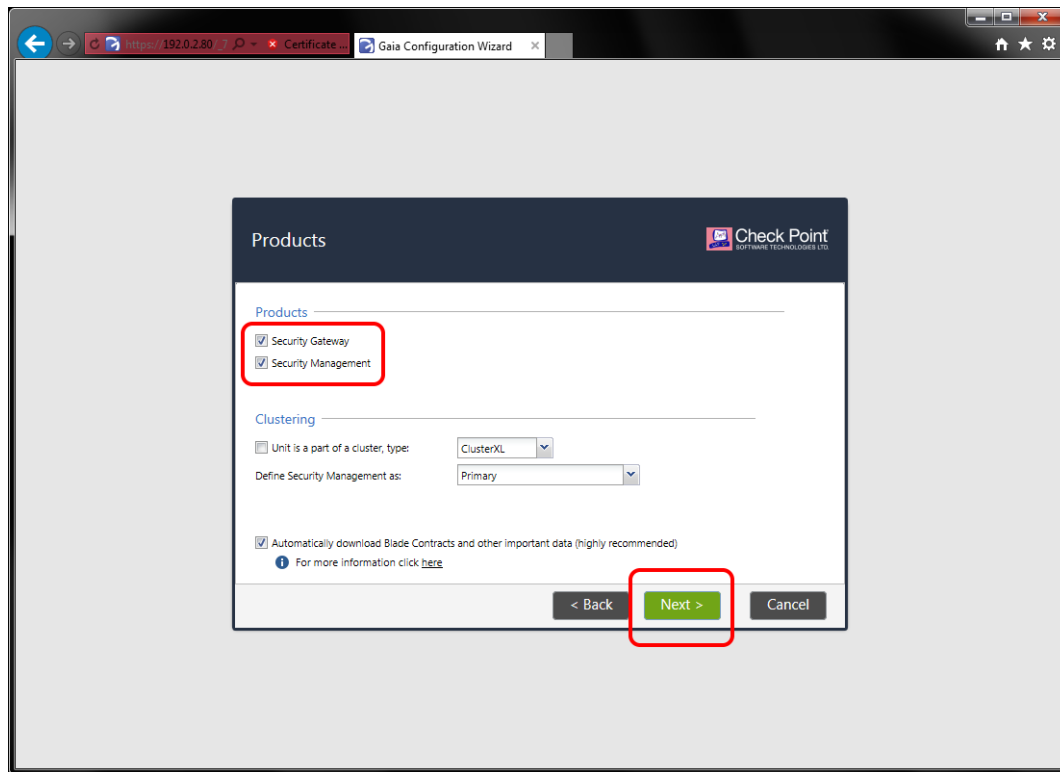 https://192.0.2.80/_7 Certificate ... Gaia Configuration Wizard
Products
Check Point
SOFTWARE TECHNOLOGIES LTD.
Products
Security Gateway
Security Management
Clustering
Unit is a part of a cluster, type: ClusterXL
Define Security Management as: Primary
Automatically download Blade Contracts and other important data (highly recommended)
For more information click here
< Back Next > Cancel